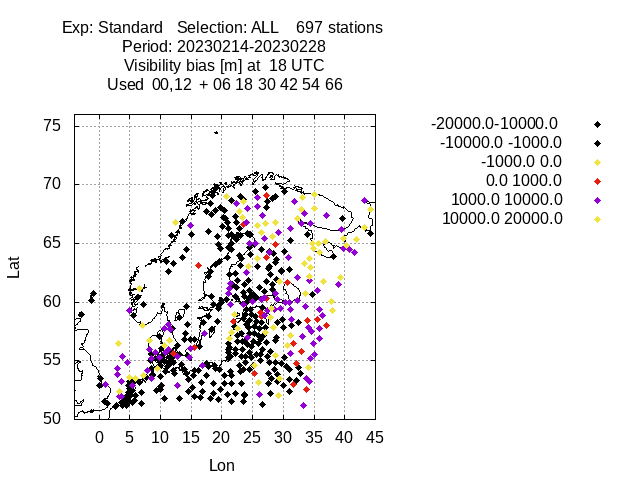 Exp: Standard   Selection: ALL    697 stations
Period: 20230214-20230228
Visibility bias [m] at  18 UTC
Used  00,12  + 06 18 30 42 54 66
-20000.0-10000.0
-10000.0 -1000.0
-1000.0 0.0
0.0 1000.0
1000.0 10000.0
10000.0 20000.0
75
70
65
60
55
50
Lat
0 5 10 15 20 25 30 35 40 45
Lon